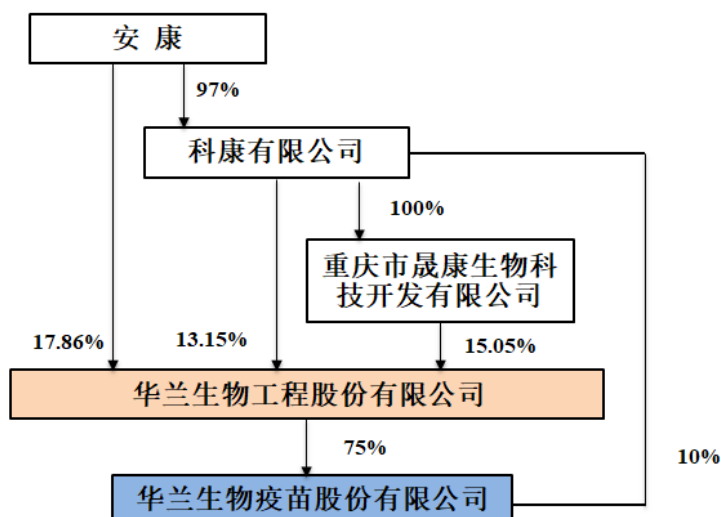 安 康
97%
科康有限公司
100%
重庆市晟康生物科
技开发有限公司
17.86%
13.15%
15.05%
华兰生物工程股份有限公司
75%
10%
华兰生物疫苗股份有限公司